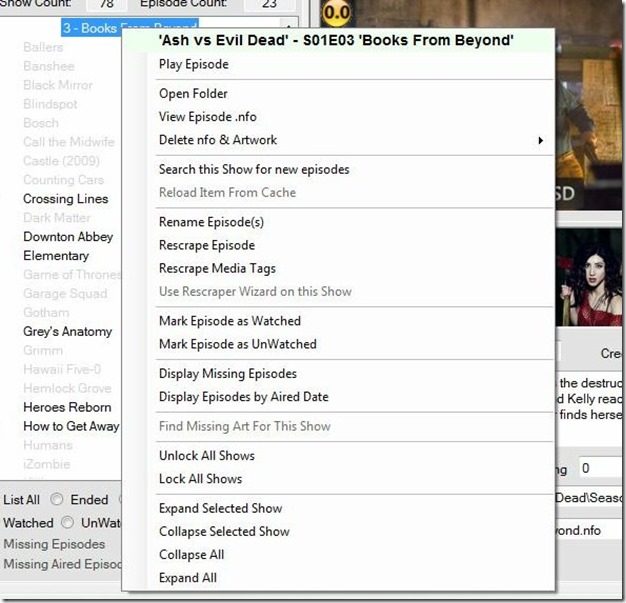 Show Count: 78 Episode Count: 23
0.0
3 - Books From Beyond
'Ash vs Evil Dead' - S01E03 'Books From Beyond'
Play Episode
Open Folder
View Episode .nfo
Delete nfo & Artwork
Search this Show for new episodes
Reload Item From Cache
Rename Episode(s)
Rescrape Episode
Rescrape Media Tags
Use Rescraper Wizard on this Show
Mark Episode as Watched
Mark Episode as UnWatched
Display Missing Episodes
Display Episodes by Aired Date
Find Missing Art For This Show
Unlock All Shows
Lock All Shows
Expand Selected Show
Collapse Selected Show
Collapse All
Expand All
Ballers
Banshee
Black Mirror
Blindspot
Bosch
Call the Midwife
Castle (2009)
Counting Cars
Crossing Lines
Dark Matter
Downton Abbey
Elementary
Game of Thrones
Garage Squad
Gotham
Grey's Anatomy
Grimm
Hawaii Five-0
Hemlock Grove
Heroes Reborn
How to Get Away
Humans
iZombie
List All Ended
Watched UnWat
Missing Episodes
Missing Aired Episod
SD
Cre
the destruc
d Kelly reac
finds herse
ng 0
Dead\Seaso
yond.nfo